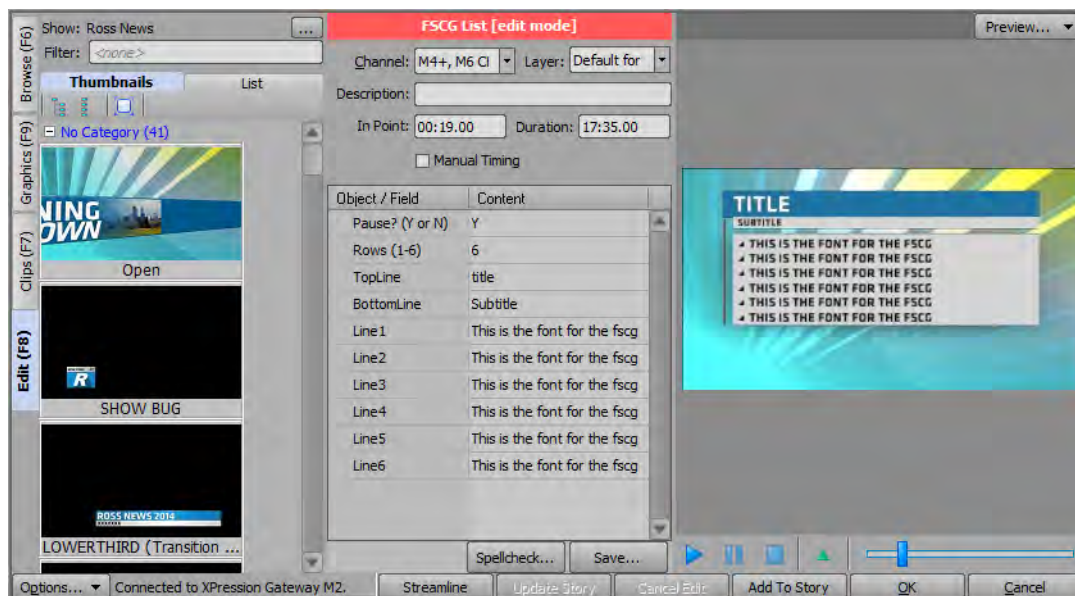 Browse (F6)
Graphics (F9)
Clips (F7)
Edit (F8)
Show: Ross News
...
Filter: <none>
Thumbnails
List
No Category (41)
NING
OWN
Open
R
SHOW BUG
ROSS NEWS 2014
LOWERTHIRD (Transition ...
FSCG List [edit mode]
Channel: M4+, M6 Cl Layer: Default for
Description:
In Point: 00:19.00 Duration: 17:35.00
Manual Timing
Object / Field Content
Pause? (Y or N) Y
Rows (1-6) 6
TopLine title
BottomLine Subtitle
Line1 This is the font for the fscg
Line2 This is the font for the fscg
Line3 This is the font for the fscg
Line4 This is the font for the fscg
Line5 This is the font for the fscg
Line6 This is the font for the fscg
Spellcheck... Save...
Preview...
TITLE
SUBTITLE
THIS IS THE FONT FOR THE FSCG
THIS IS THE FONT FOR THE FSCG
THIS IS THE FONT FOR THE FSCG
THIS IS THE FONT FOR THE FSCG
THIS IS THE FONT FOR THE FSCG
THIS IS THE FONT FOR THE FSCG
Options... Connected to XPression Gateway M2. Streamline Update Story Cancel Edit Add To Story OK Cancel